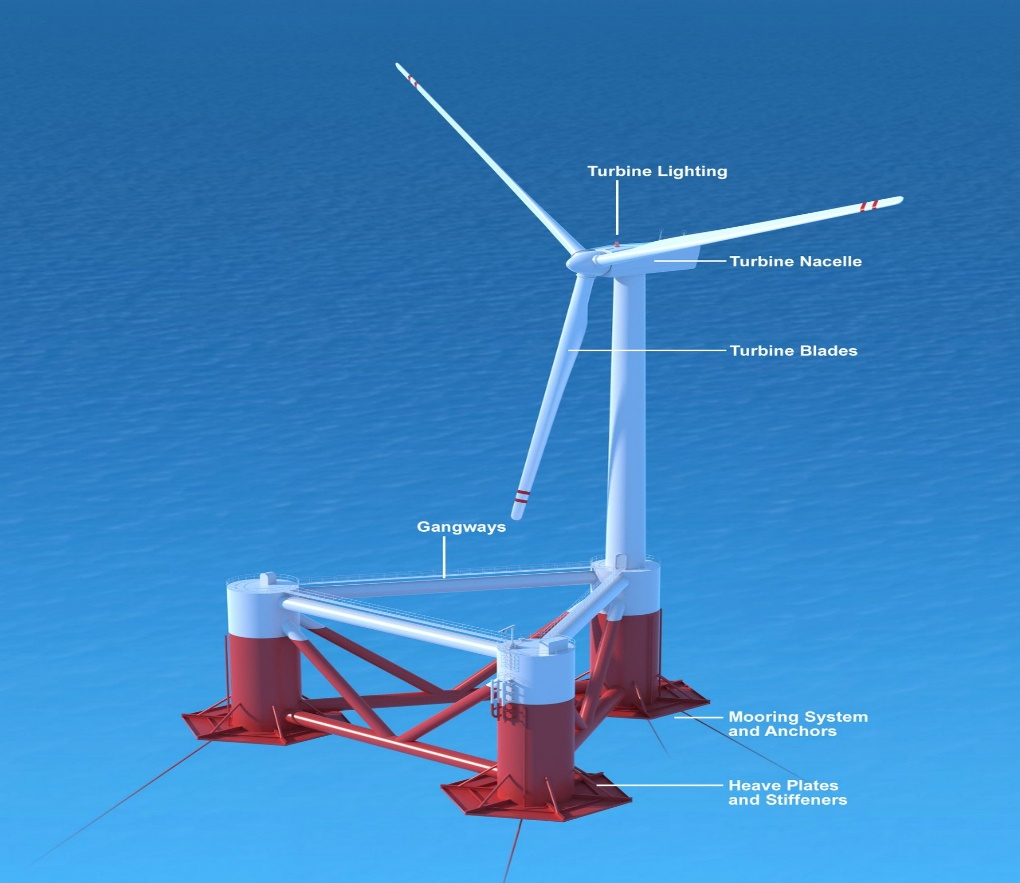 Turbine Lighting
Turbine Nacelle
Turbine Blades
Gangways
Mooring System
and Anchors
Heave Plates
and Stiffeners